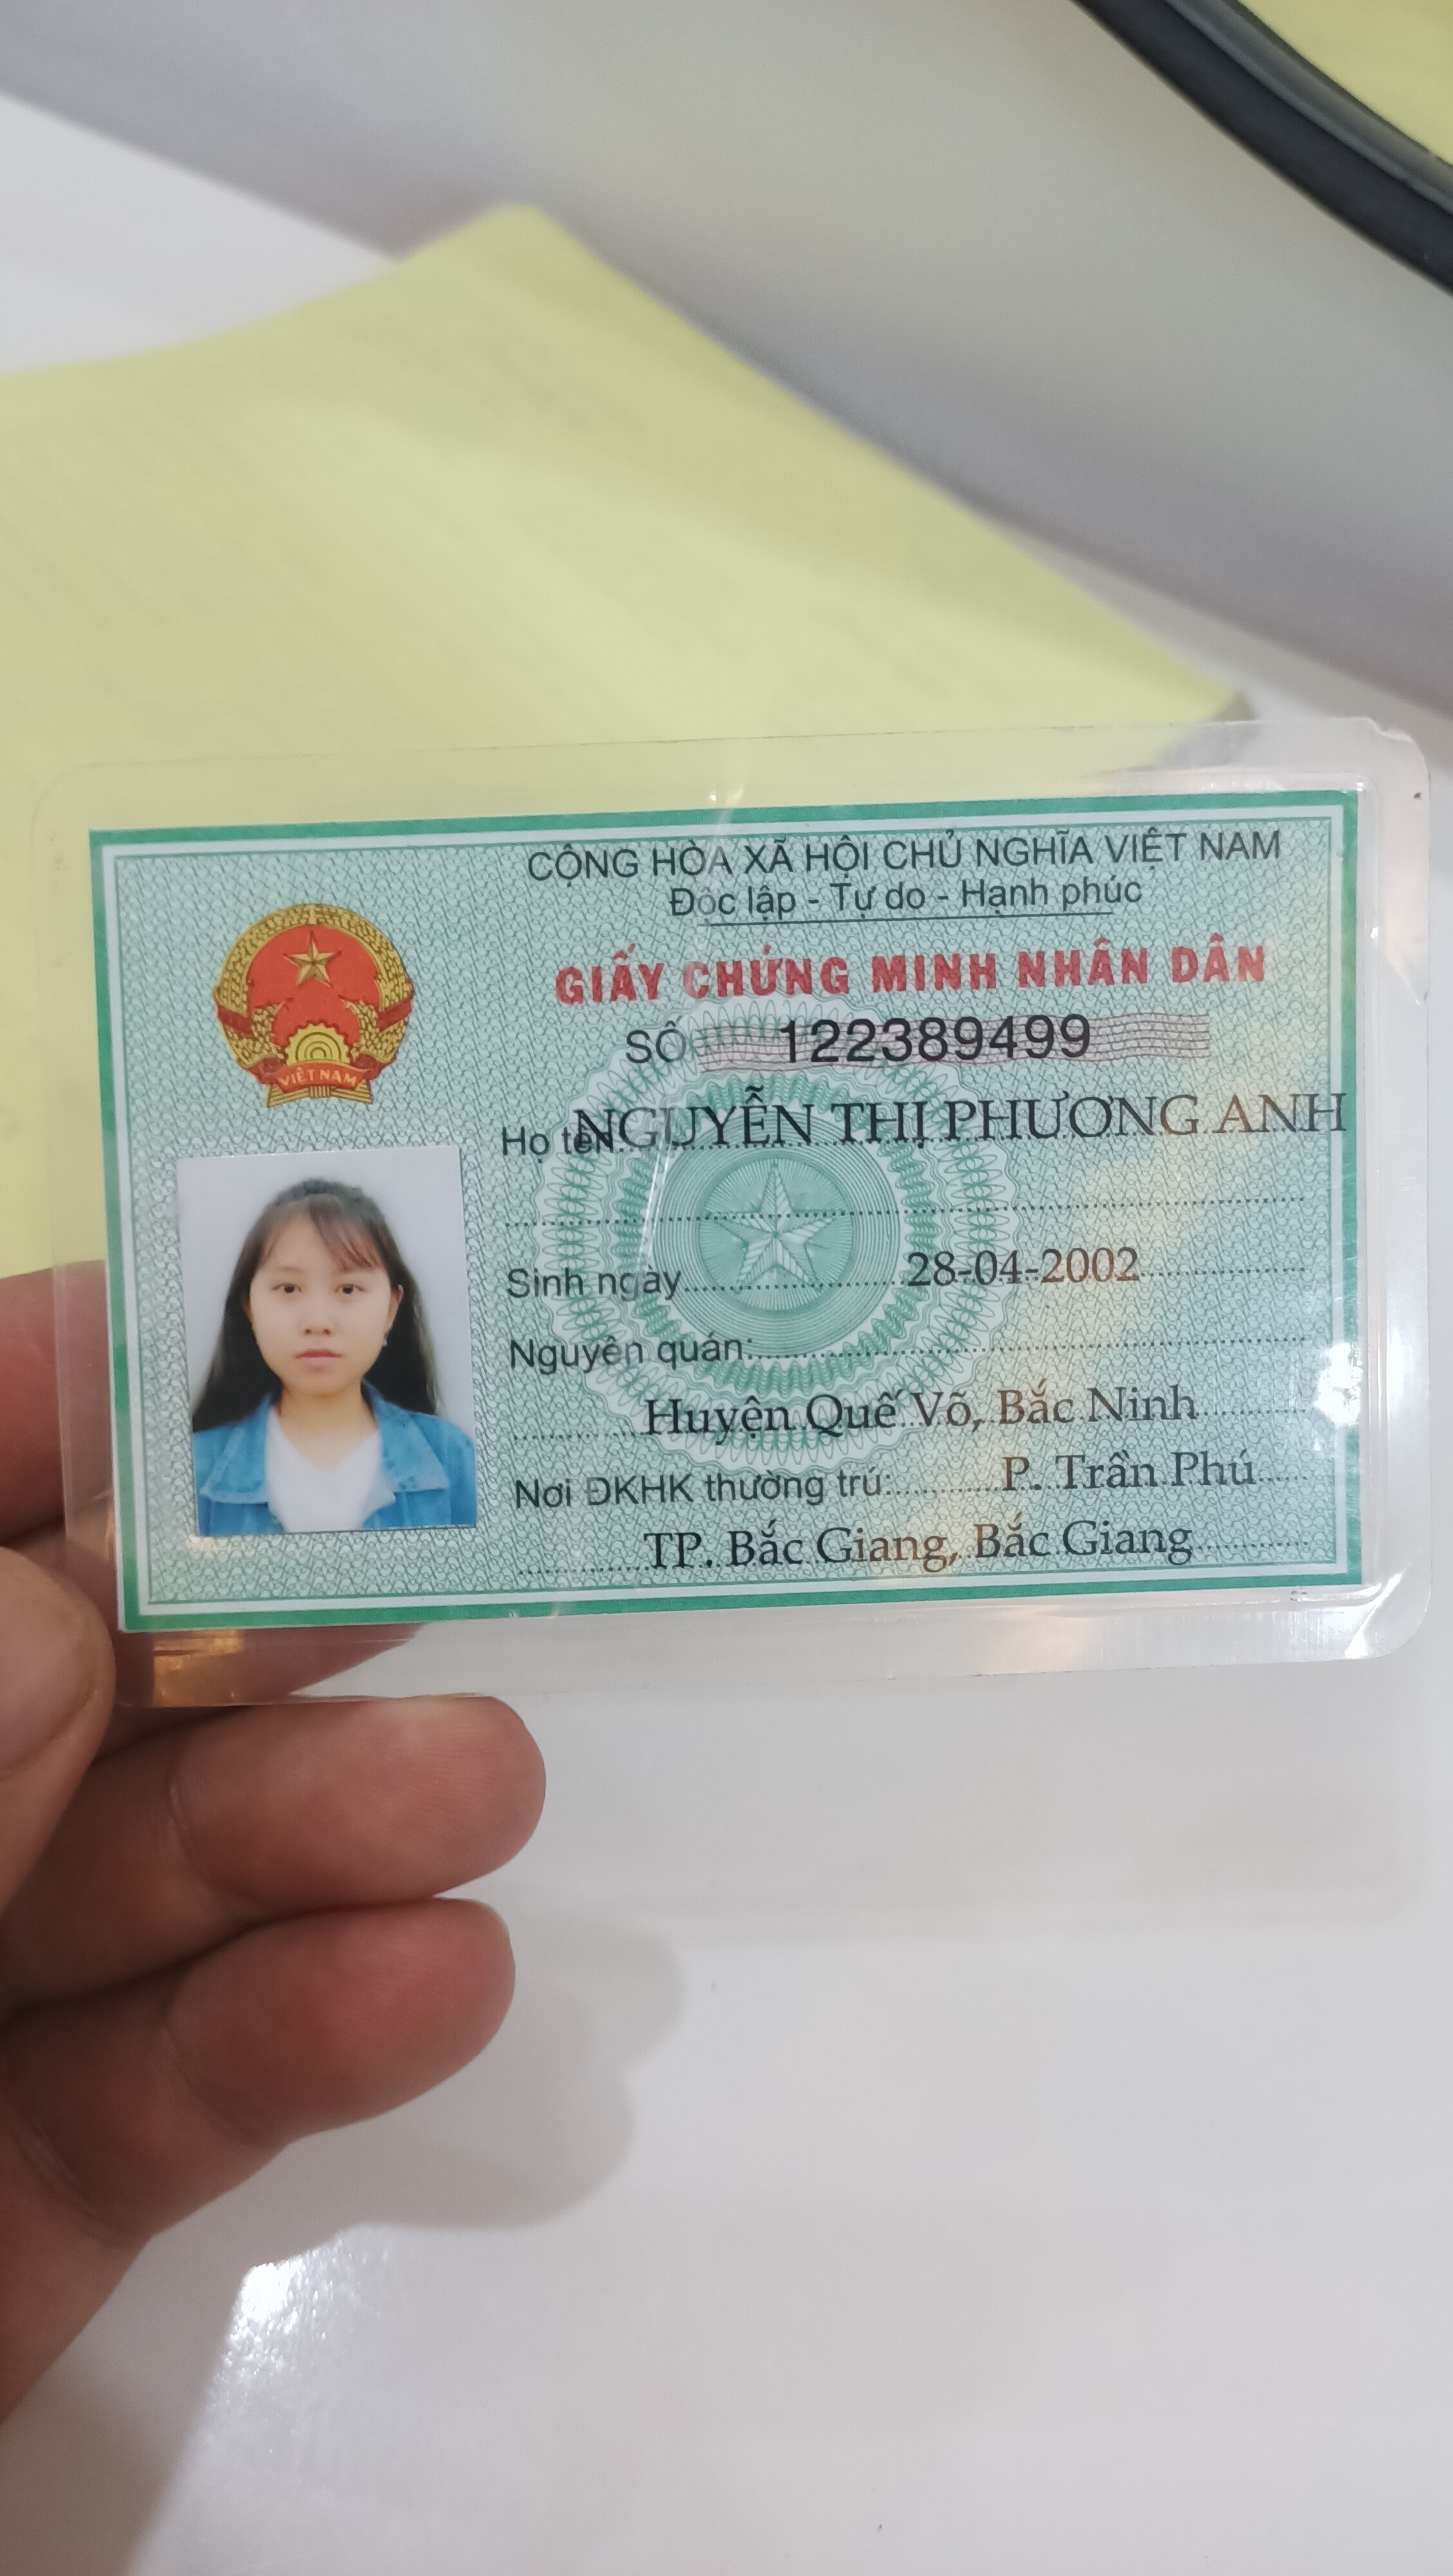 CỘNG HÒA XÃ HỘI CHỦ NGHĨA VIỆT NAM
Độc lập - Tự do - Hạnh phúc
GIẤY CHỨNG MINH NHÂN DÂN
SỐ 122389499
Họ tên: NGUYỄN THỊ PHƯƠNG ANH
Sinh ngày 28-04-2002
Nguyên quán:
Huyện Quế Võ, Bắc Ninh
Nơi ĐKHK thường trú: P. Trần Phú
TP. Bắc Giang, Bắc Giang
VIỆT NAM